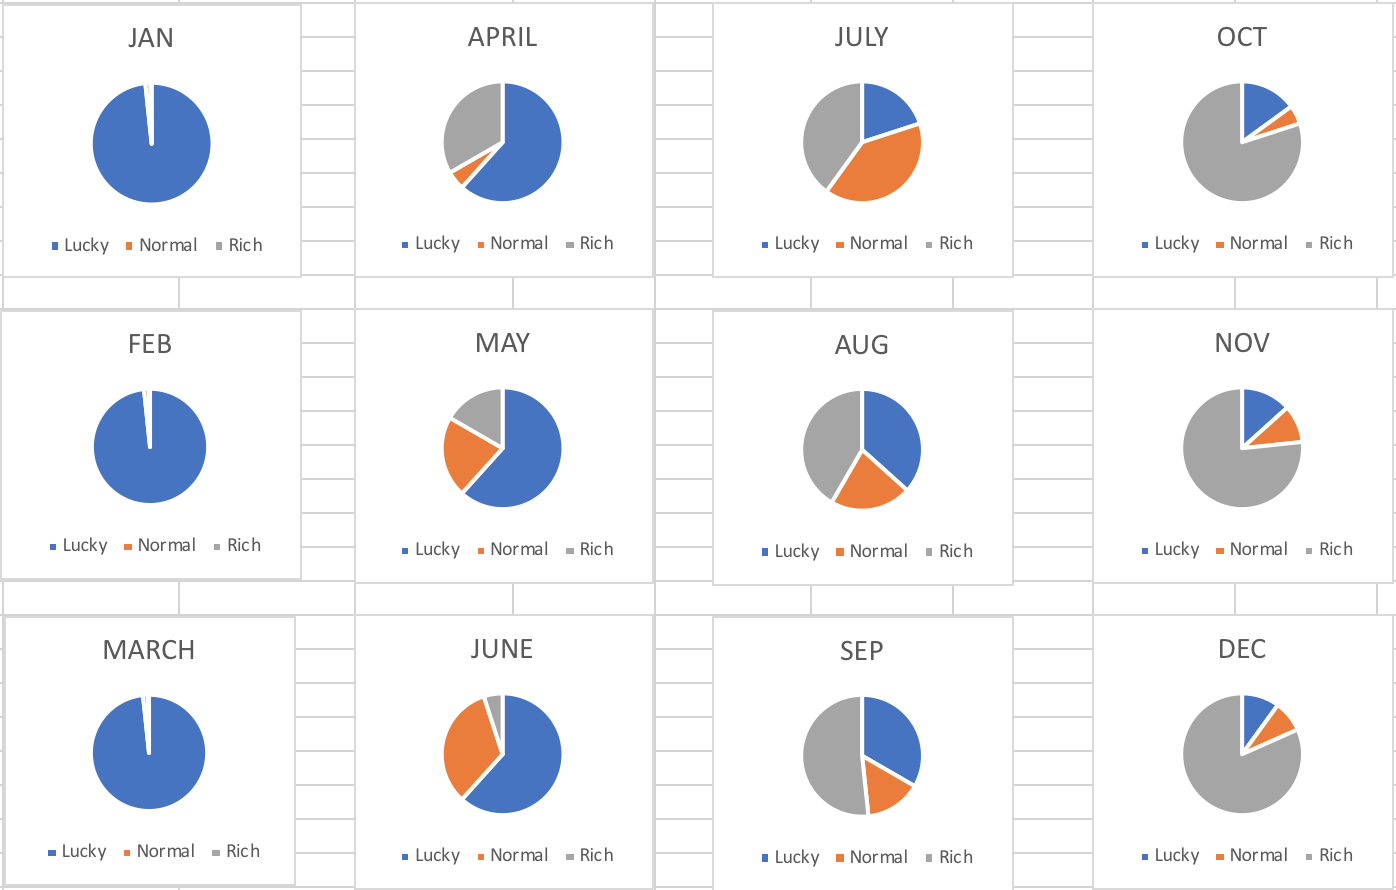 JAN
Lucky Normal Rich
APRIL
Lucky Normal Rich
JULY
Lucky Normal Rich
OCT
Lucky Normal Rich
FEB
Lucky Normal Rich
MAY
Lucky Normal Rich
AUG
Lucky Normal Rich
NOV
Lucky Normal Rich
MARCH
Lucky Normal Rich
JUNE
Lucky Normal Rich
SEP
Lucky Normal Rich
DEC
Lucky Normal Rich